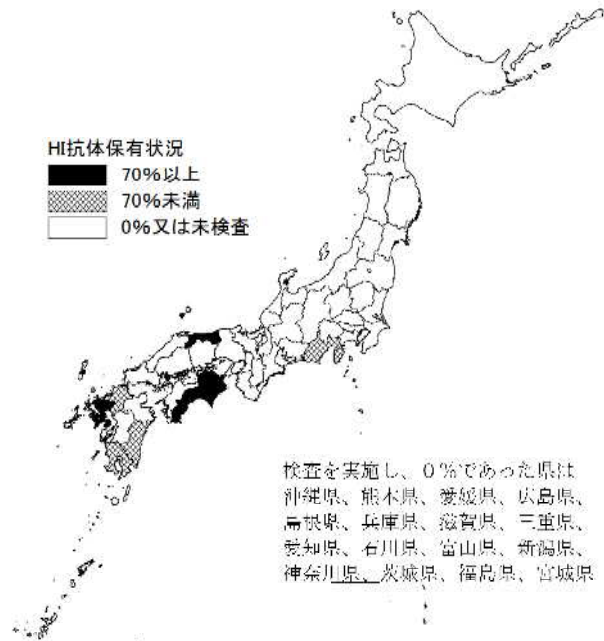 HI抗体保有状況
70%以上
70%未満
0%又は未検査
検査を実施し、0%であった県は
沖縄県、熊本県、愛媛県、広島県、
島根県、兵庫県、滋賀県、三重県、
愛知県、石川県、富山県、新潟県、
神奈川県、茨城県、福島県、宮城県